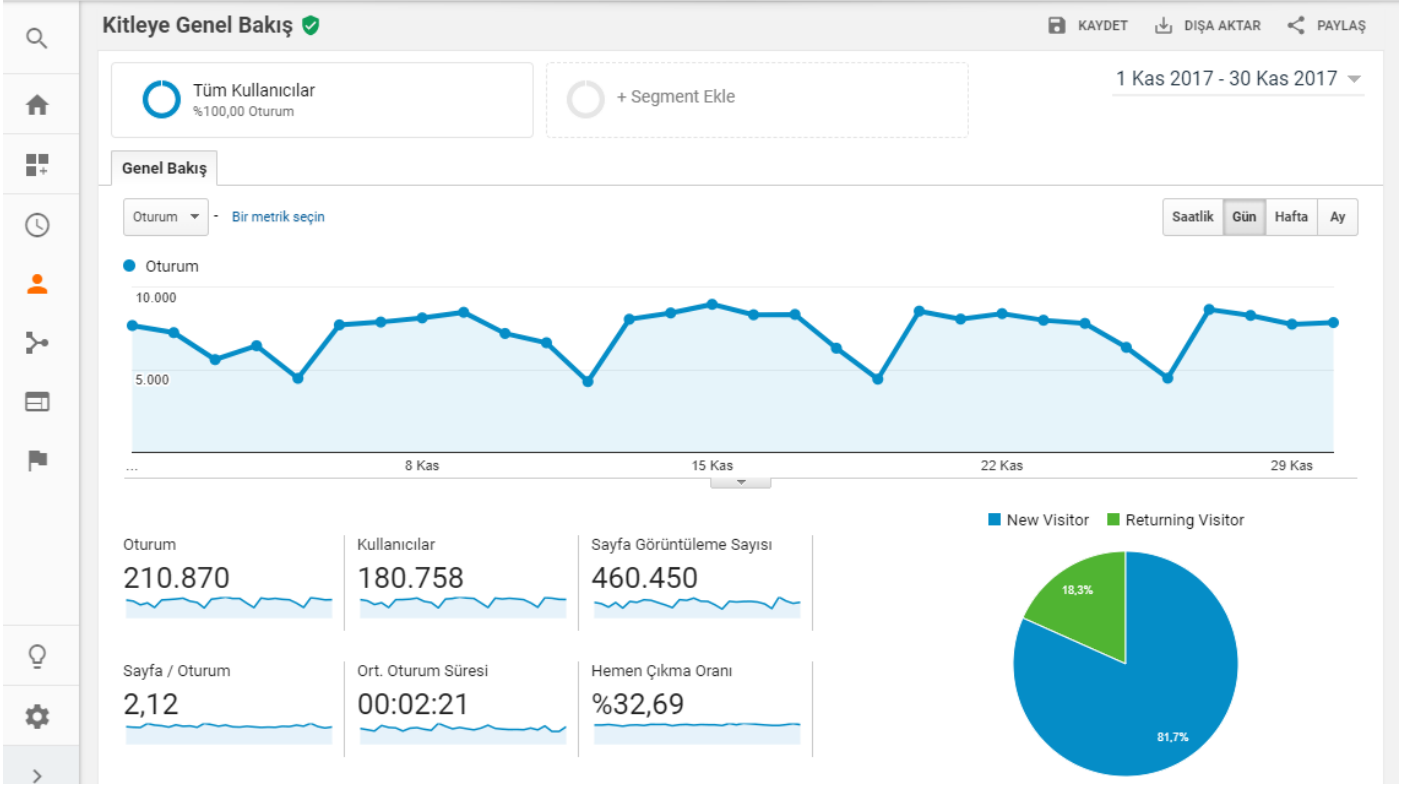 Kitleye Genel Bakış
KAYDET
DIŞA AKTAR
PAYLAŞ
Tüm Kullanıcılar
%100,00 Oturum
+ Segment Ekle
1 Kas 2017 - 30 Kas 2017
Genel Bakış
Oturum - Bir metrik seçin
Saatlik Gün Hafta Ay
Oturum
10.000
5.000
... 8 Kas 15 Kas 22 Kas 29 Kas
New Visitor Returning Visitor
Oturum
210.870
Kullanıcılar
180.758
Sayfa Görüntüleme Sayısı
460.450
Sayfa / Oturum
2,12
Ort. Oturum Süresi
00:02:21
Hemen Çıkma Oranı
%32,69
18,3%
81,7%